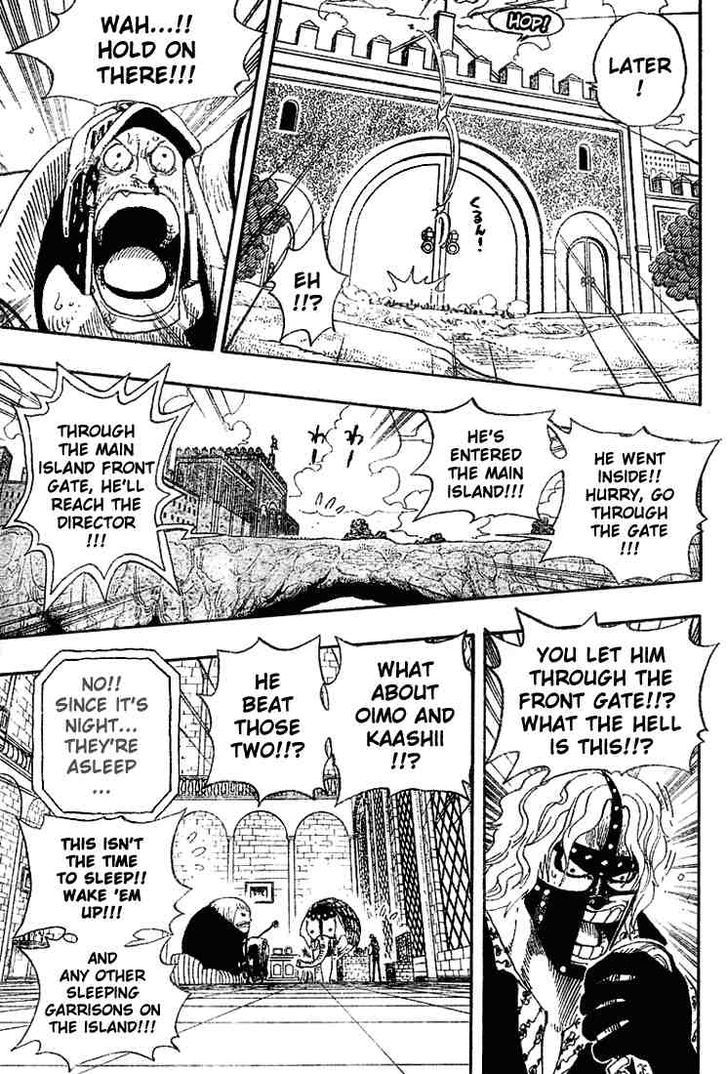 HOP!
LATER
!
くるん!
EH
!!?
WAH...!!
HOLD ON
THERE!!!
HE WENT
INSIDE!!
HURRY, GO
THROUGH
THE GATE
!!!
HE'S
ENTERED
THE MAIN
ISLAND!!!
わー
わー
THROUGH
THE MAIN
ISLAND FRONT
GATE, HE'LL
REACH THE
DIRECTOR
!!!
YOU LET HIM
THROUGH THE
FRONT GATE!!?
WHAT THE HELL
IS THIS!!?
WHAT
ABOUT
OIMO AND
KAASHII
!!?
HE
BEAT
THOSE
TWO!!?
NO!!
SINCE IT'S
NIGHT...
THEY'RE
ASLEEP
...
THIS ISN'T
THE TIME
TO SLEEP!!
WAKE 'EM
UP!!!
AND
ANY OTHER
SLEEPING
GARRISONS ON
THE ISLAND!!!